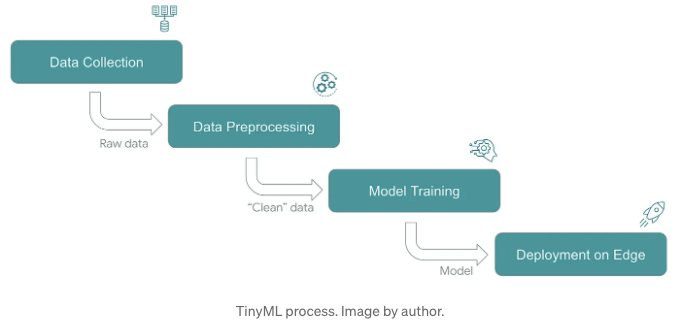 Data Collection
Raw data
Data Preprocessing
“Clean” data
Model Training
Model
Deployment on Edge
TinyML process. Image by author.